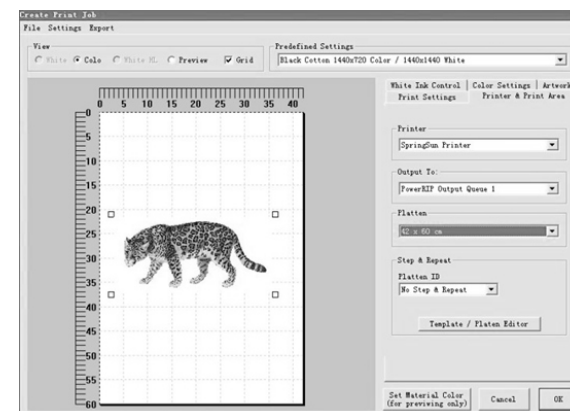 Create Print Job
File Settings Export
View
White Colo White HL Preview Grid
Predefined Settings
Black Cotton 1440x720 Color / 1440x1440 White
White Ink Control Color Settings Artwork
Print Settings Printer & Print Area
0 5 10 15 20 25 30 35 40
0
5
10
15
20
25
30
35
40
45
50
55
60
Printer
SpringSun Printer
Output To:
PowerRIP Output Queue 1
Platten
42 x 60 cm
Step & Repeat
Platten ID
No Step & Repeat
Template / Platen Editor
Set Material Color
(for previewing only)
Cancel
OK